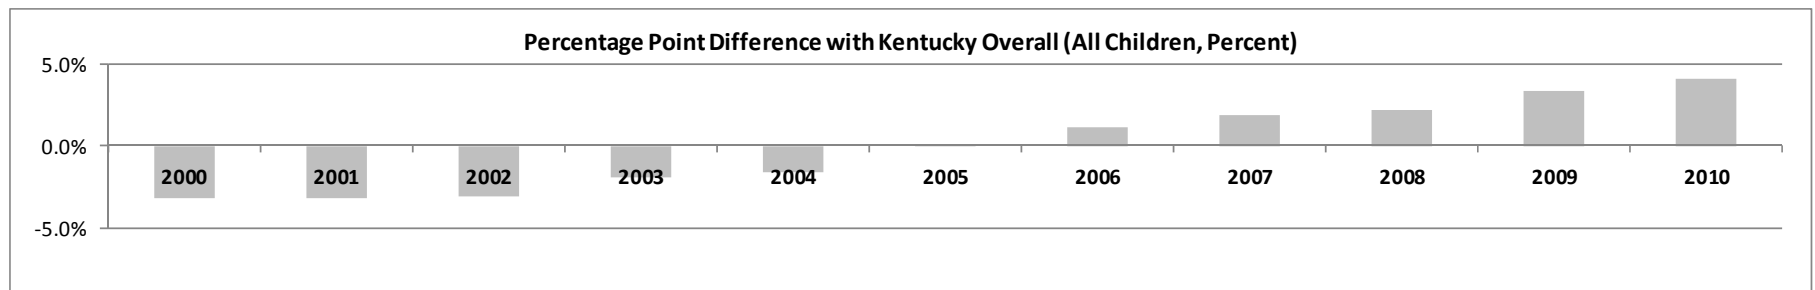 Percentage Point Difference with Kentucky Overall (All Children, Percent)
5.0%
0.0%
2000 2001 2002 2003 2004 2005 2006 2007 2008 2009 2010
-5.0%